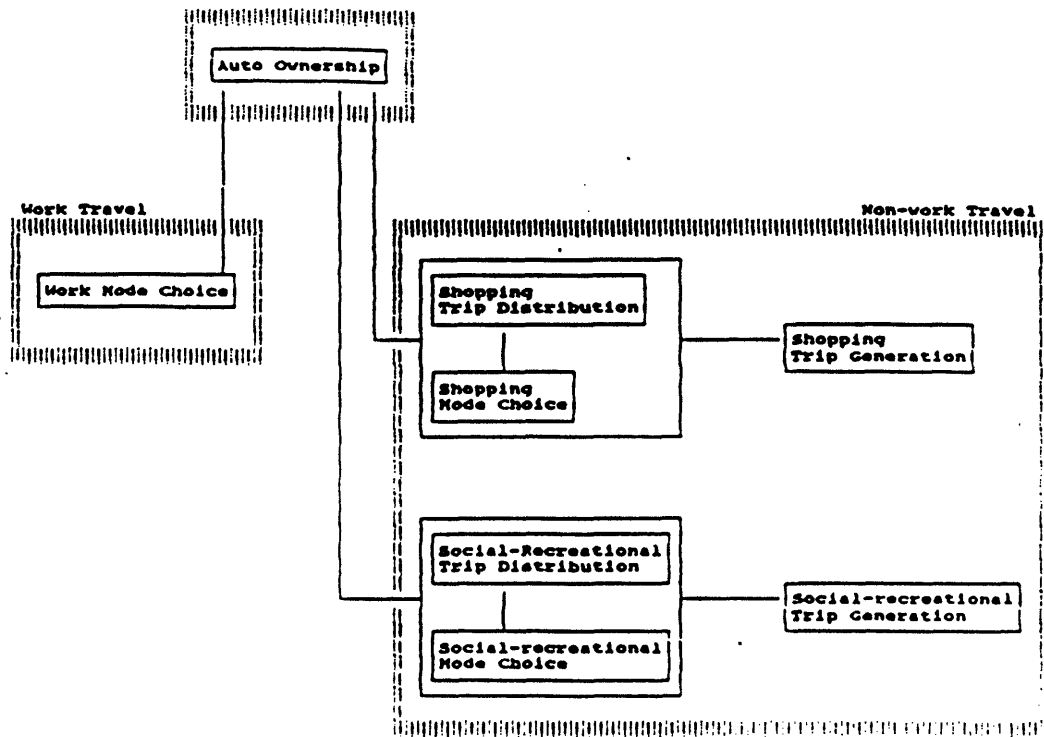 Auto Ownership
Work Travel
Work Mode Choice
Non-work Travel
Shopping
Trip Distribution
Shopping
Mode Choice
Shopping
Trip Generation
Social-Recreational
Trip Distribution
Social-recreational
Mode Choice
Social-recreational
Trip Generation